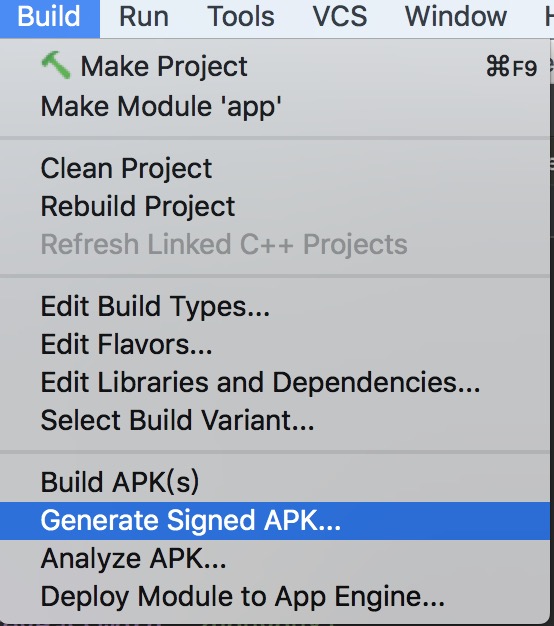 Build Run Tools VCS Window
Make Project ⌘F9
Make Module 'app'
Clean Project
Rebuild Project
Refresh Linked C++ Projects
Edit Build Types...
Edit Flavors...
Edit Libraries and Dependencies...
Select Build Variant...
Build APK(s)
Generate Signed APK...
Analyze APK...
Deploy Module to App Engine...